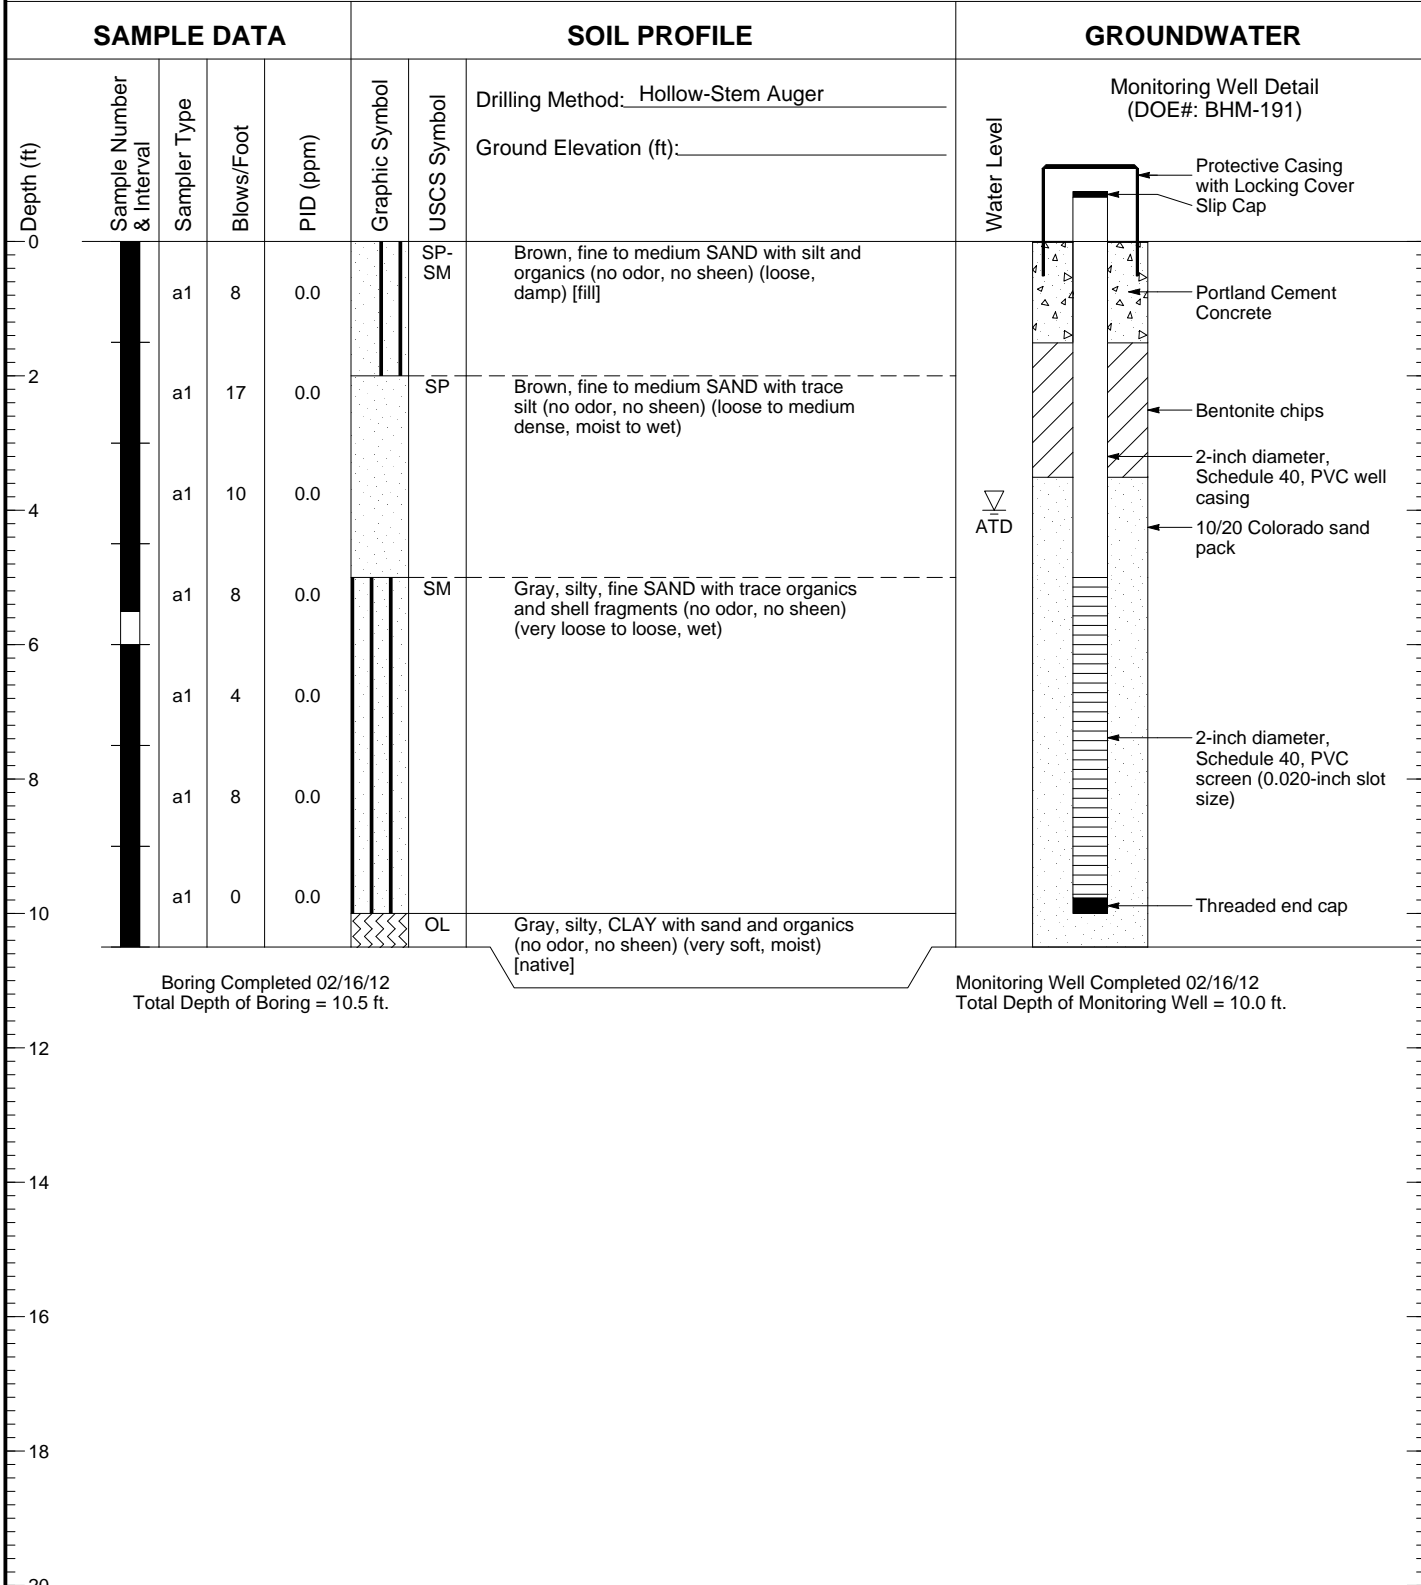 SAMPLE DATA
SOIL PROFILE
GROUNDWATER
Depth (ft)
Sample Number
& Interval
Sampler Type
Blows/Foot
PID (ppm)
Graphic Symbol
USCS Symbol
Drilling Method: Hollow-Stem Auger
Ground Elevation (ft):
Water Level
Monitoring Well Detail
(DOE#: BHM-191)
Protective Casing
with Locking Cover
Slip Cap
0
SP-
SM
Brown, fine to medium SAND with silt and
organics (no odor, no sheen) (loose,
damp) [fill]
a1 8 0.0
Portland Cement
Concrete
2
a1 17 0.0
SP
Brown, fine to medium SAND with trace
silt (no odor, no sheen) (loose to medium
dense, moist to wet)
Bentonite chips
2-inch diameter,
Schedule 40, PVC well
casing
a1 10 0.0
4
ATD
10/20 Colorado sand
pack
a1 8 0.0
SM
Gray, silty, fine SAND with trace organics
and shell fragments (no odor, no sheen)
(very loose to loose, wet)
6
a1 4 0.0
2-inch diameter,
Schedule 40, PVC
screen (0.020-inch slot
size)
8
a1 8 0.0
a1 0 0.0
Threaded end cap
10
OL
Gray, silty, CLAY with sand and organics
(no odor, no sheen) (very soft, moist)
[native]
Boring Completed 02/16/12
Total Depth of Boring = 10.5 ft.
Monitoring Well Completed 02/16/12
Total Depth of Monitoring Well = 10.0 ft.
12
14
16
18
20